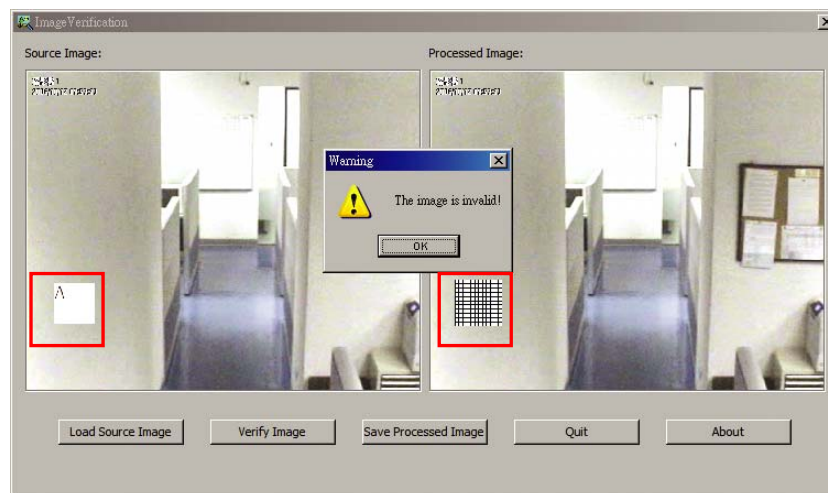 ImageVerification
Source Image:
Processed Image:
Warning
The image is invalid!
OK
Load Source Image
Verify Image
Save Processed Image
Quit
About